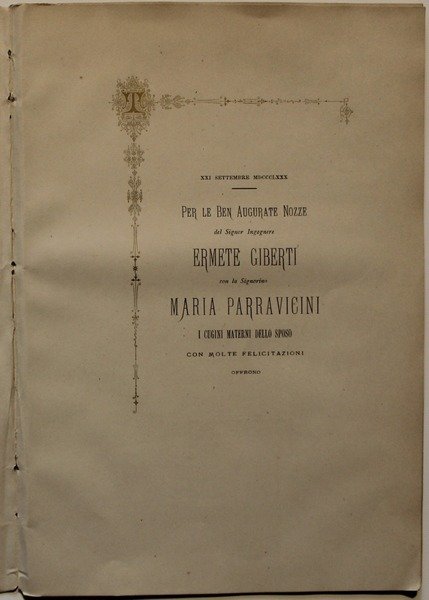 T
XXI SETTEMBRE MDCCCLXXX
PER LE BEN AUGURATE NOZZE
del Signor Ingegnere
ERMETE GIBERTI
con la Signorina
MARIA PARRAVICINI
I CUGINI MATERNI DELLO SPOSO
CON MOLTE FELICITAZIONI
OFFRONO